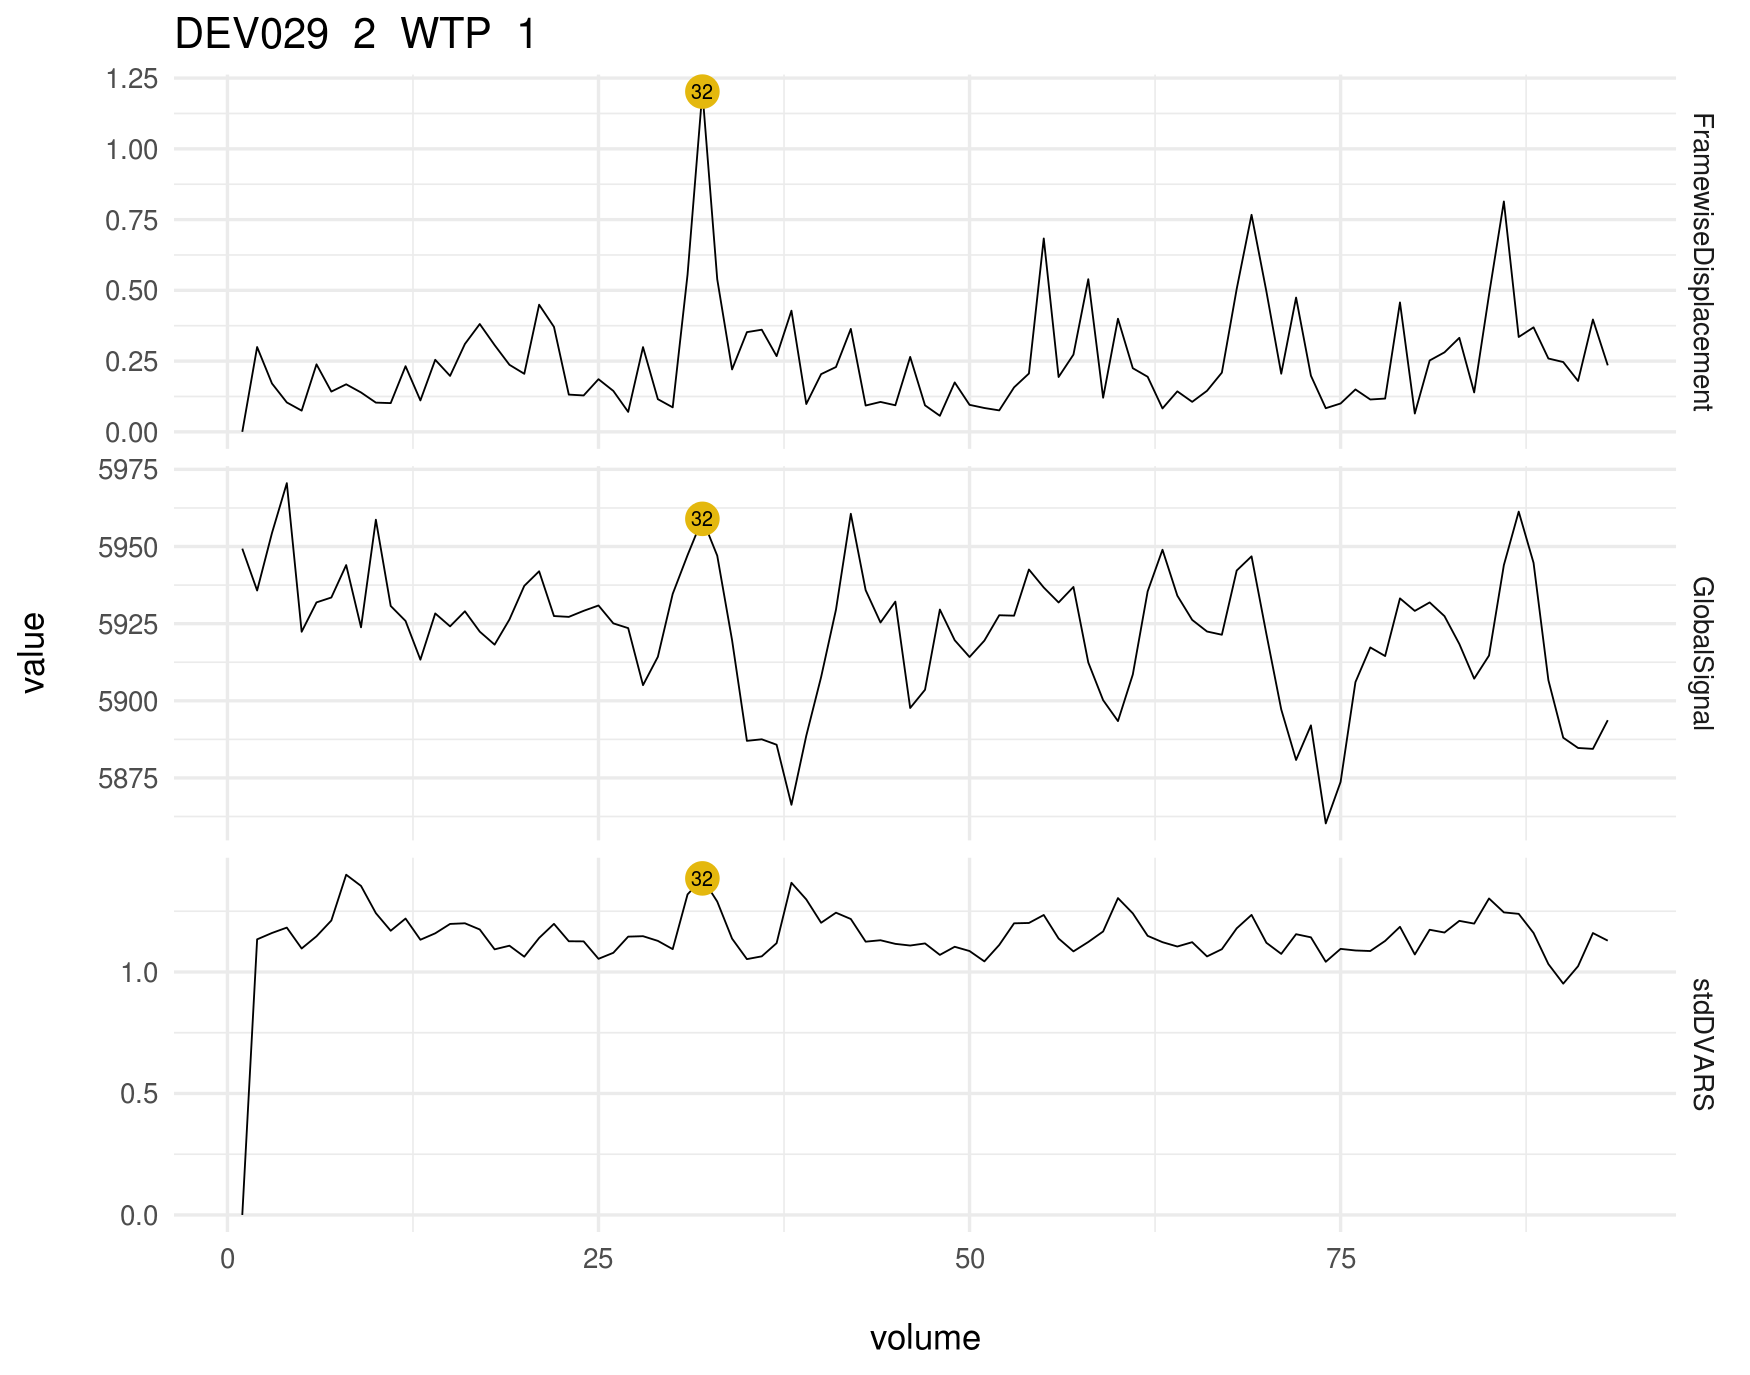 DEV029 2 WTP 1
1.25
1.00
0.75
0.50
0.25
0.00
32
FramewiseDisplacement
5975
5950
5925
5900
5875
32
GlobalSignal
value
1.0
0.5
0.0
32
stdDVARS
0 25 50 75
volume